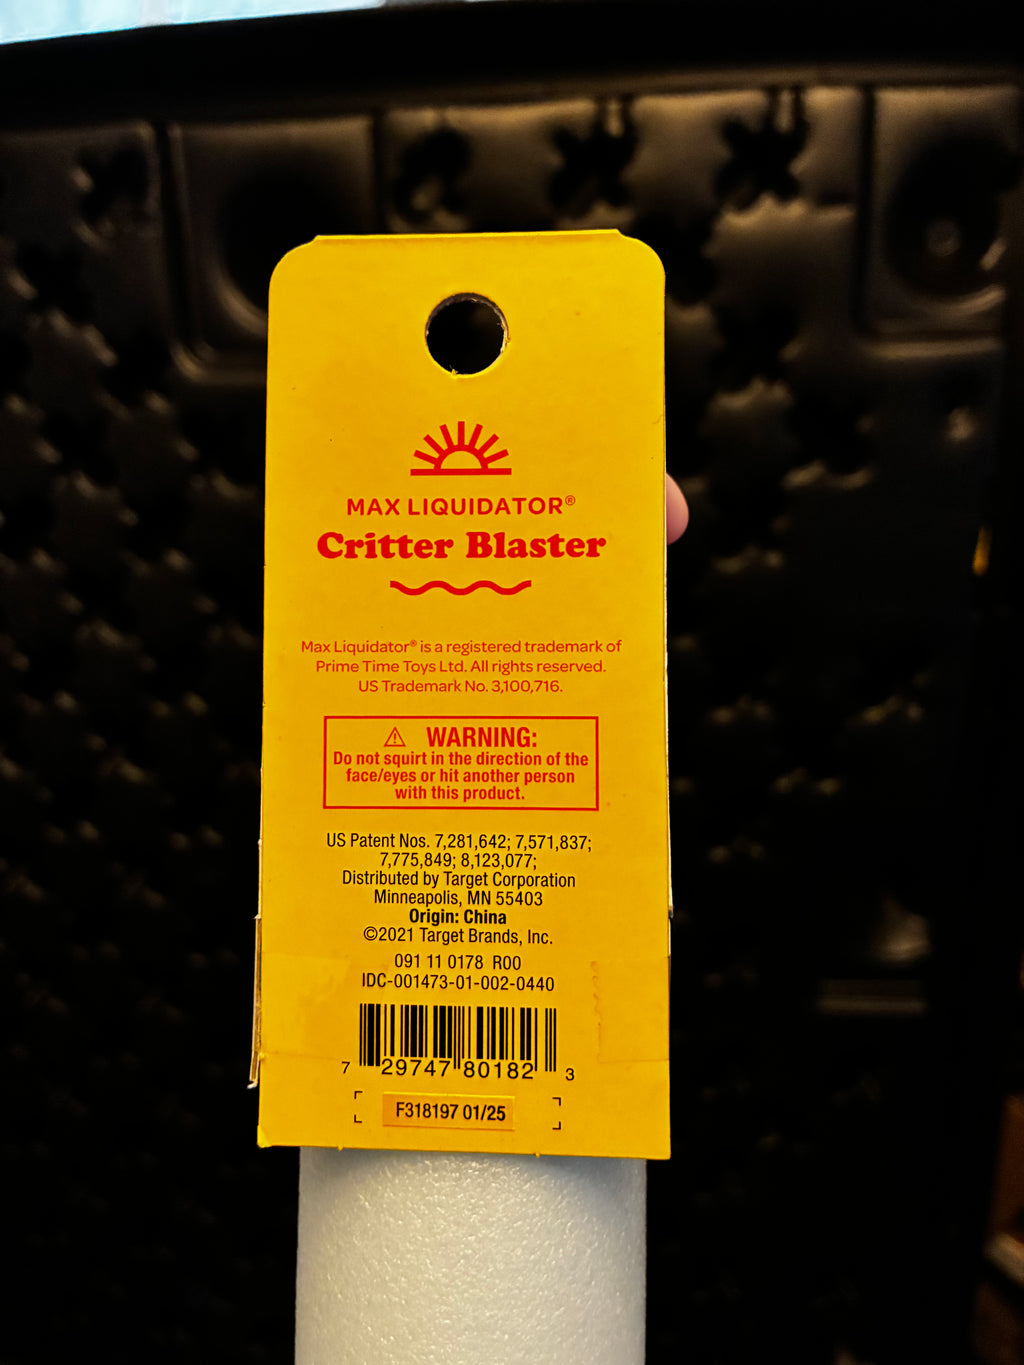 MAX LIQUIDATOR®
Critter Blaster
Max Liquidator® is a registered trademark of
Prime Time Toys Ltd. All rights reserved.
US Trademark No. 3,100,716.
⚠ WARNING:
Do not squirt in the direction of the
face/eyes or hit another person
with this product.
US Patent Nos. 7,281,642; 7,571,837;
7,775,849; 8,123,077;
Distributed by Target Corporation
Minneapolis, MN 55403
Origin: China
©2021 Target Brands, Inc.
091 11 0178 R00
IDC-001473-01-002-0440
7 29747 80182 3
F318197 01/25